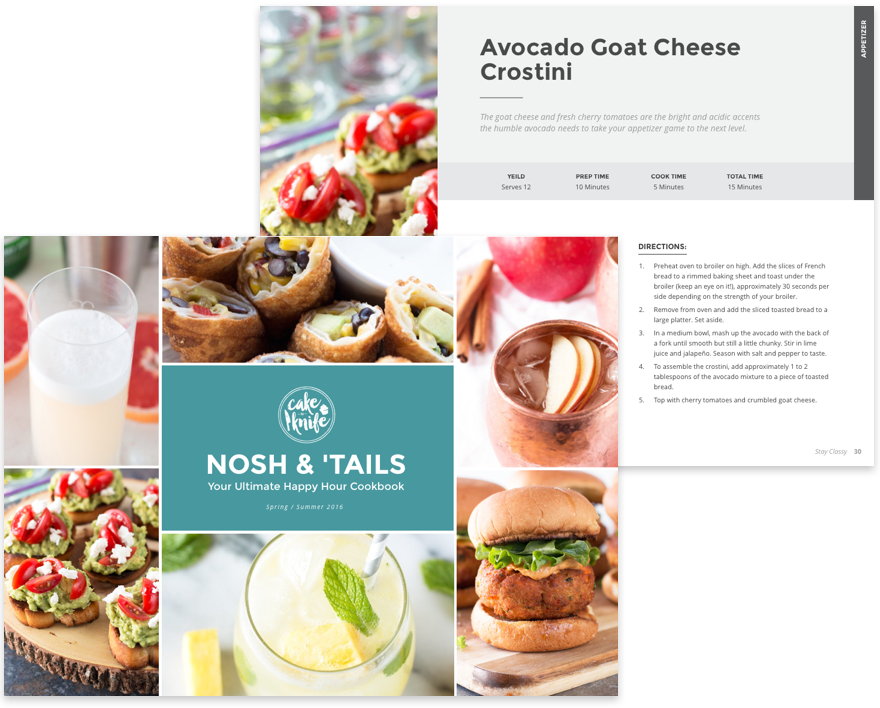 Avocado Goat Cheese
Crostini
The goat cheese and fresh cherry tomatoes are the bright and acidic accents
the humble avocado needs to take your appetizer game to the next level.
APPETIZER
YEILD
Serves 12
PREP TIME
10 Minutes
COOK TIME
5 Minutes
TOTAL TIME
15 Minutes
DIRECTIONS:
1. Preheat oven to broiler on high. Add the slices of French
bread to a rimmed baking sheet and toast under the
broiler (keep an eye on it!), approximately 30 seconds per
side depending on the strength of your broiler.
2. Remove from oven and add the sliced toasted bread to a
large platter. Set aside.
3. In a medium bowl, mash up the avocado with the back of
a fork until smooth but still a little chunky. Stir in lime
juice and jalapeño. Season with salt and pepper to taste.
4. To assemble the crostini, add approximately 1 to 2
tablespoons of the avocado mixture to a piece of toasted
bread.
5. Top with cherry tomatoes and crumbled goat cheese.
Stay Classy 30
cake
knife
NOSH & 'TAILS
Your Ultimate Happy Hour Cookbook
Spring / Summer 2016